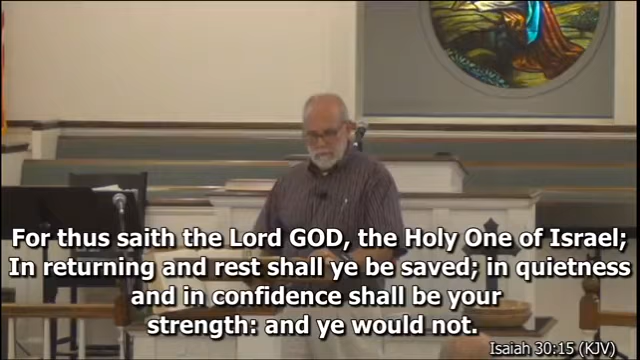 For thus saith the Lord GOD, the Holy One of Israel;
In returning and rest shall ye be saved; in quietness
and in confidence shall be your
strength: and ye would not.
Isaiah 30:15 (KJV)